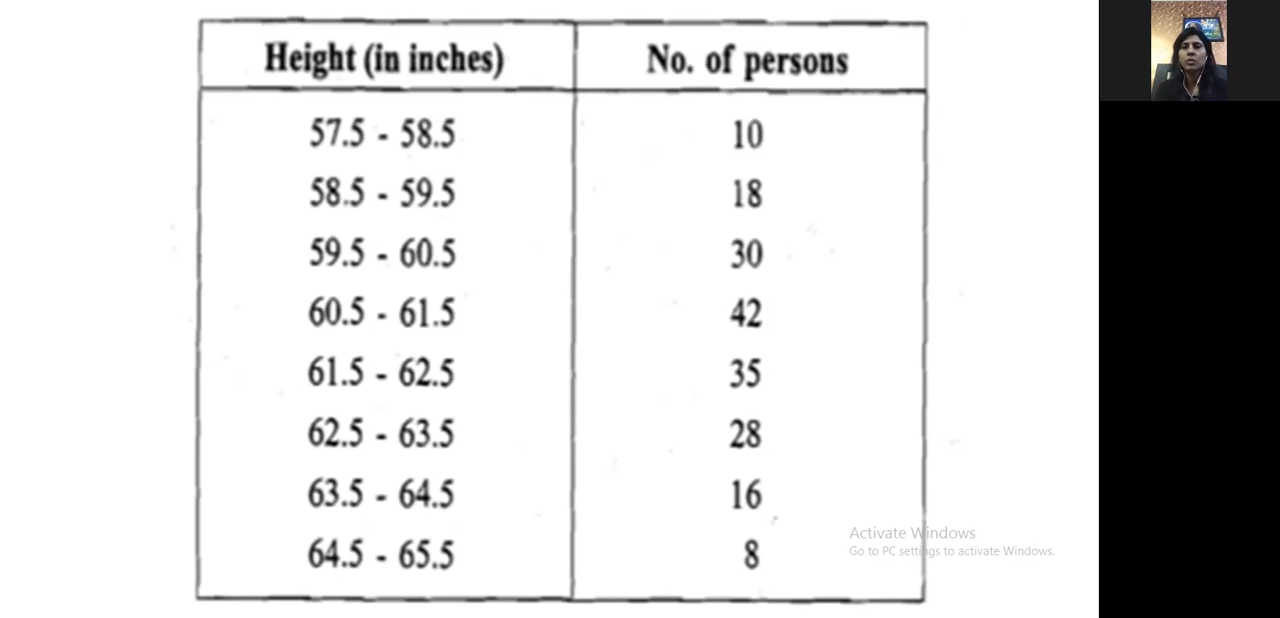 Height (in inches) No. of persons
57.5 - 58.5 10
58.5 - 59.5 18
59.5 - 60.5 30
60.5 - 61.5 42
61.5 - 62.5 35
62.5 - 63.5 28
63.5 - 64.5 16
64.5 - 65.5 8
Activate Windows
Go to PC settings to activate Windows.